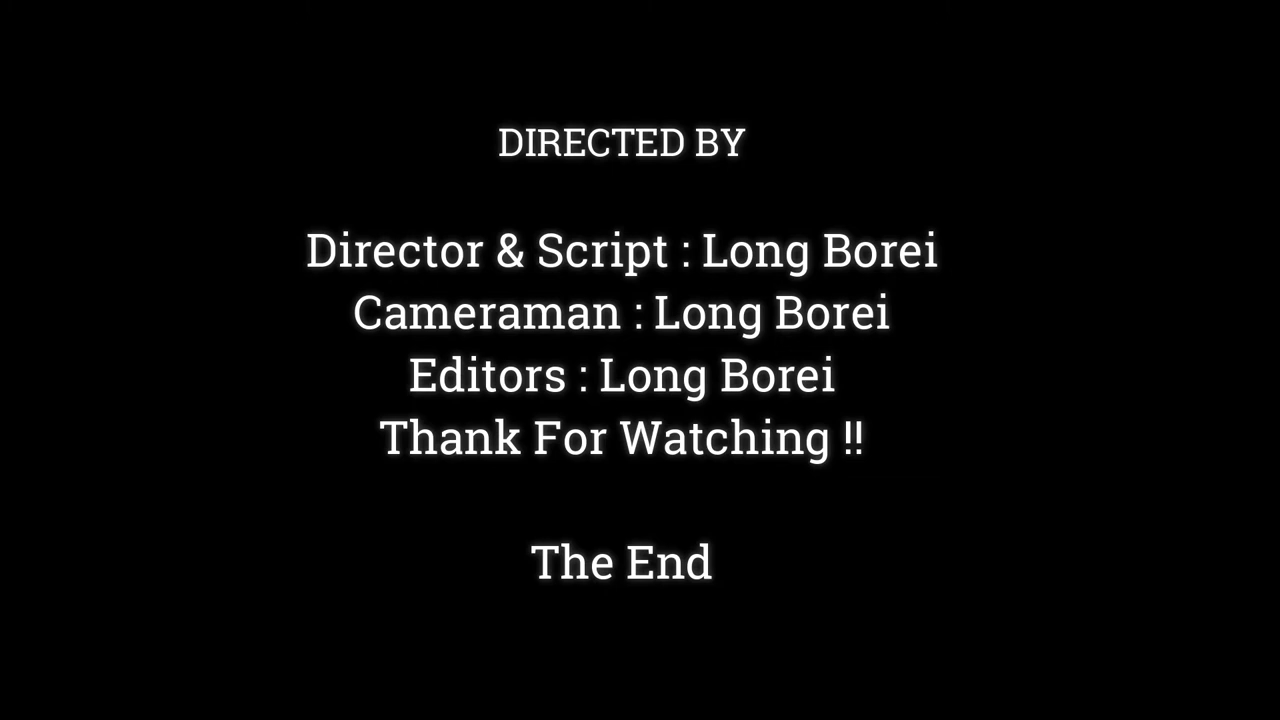 DIRECTED BY
Director & Script : Long Borei
Cameraman : Long Borei
Editors : Long Borei
Thank For Watching !!
The End